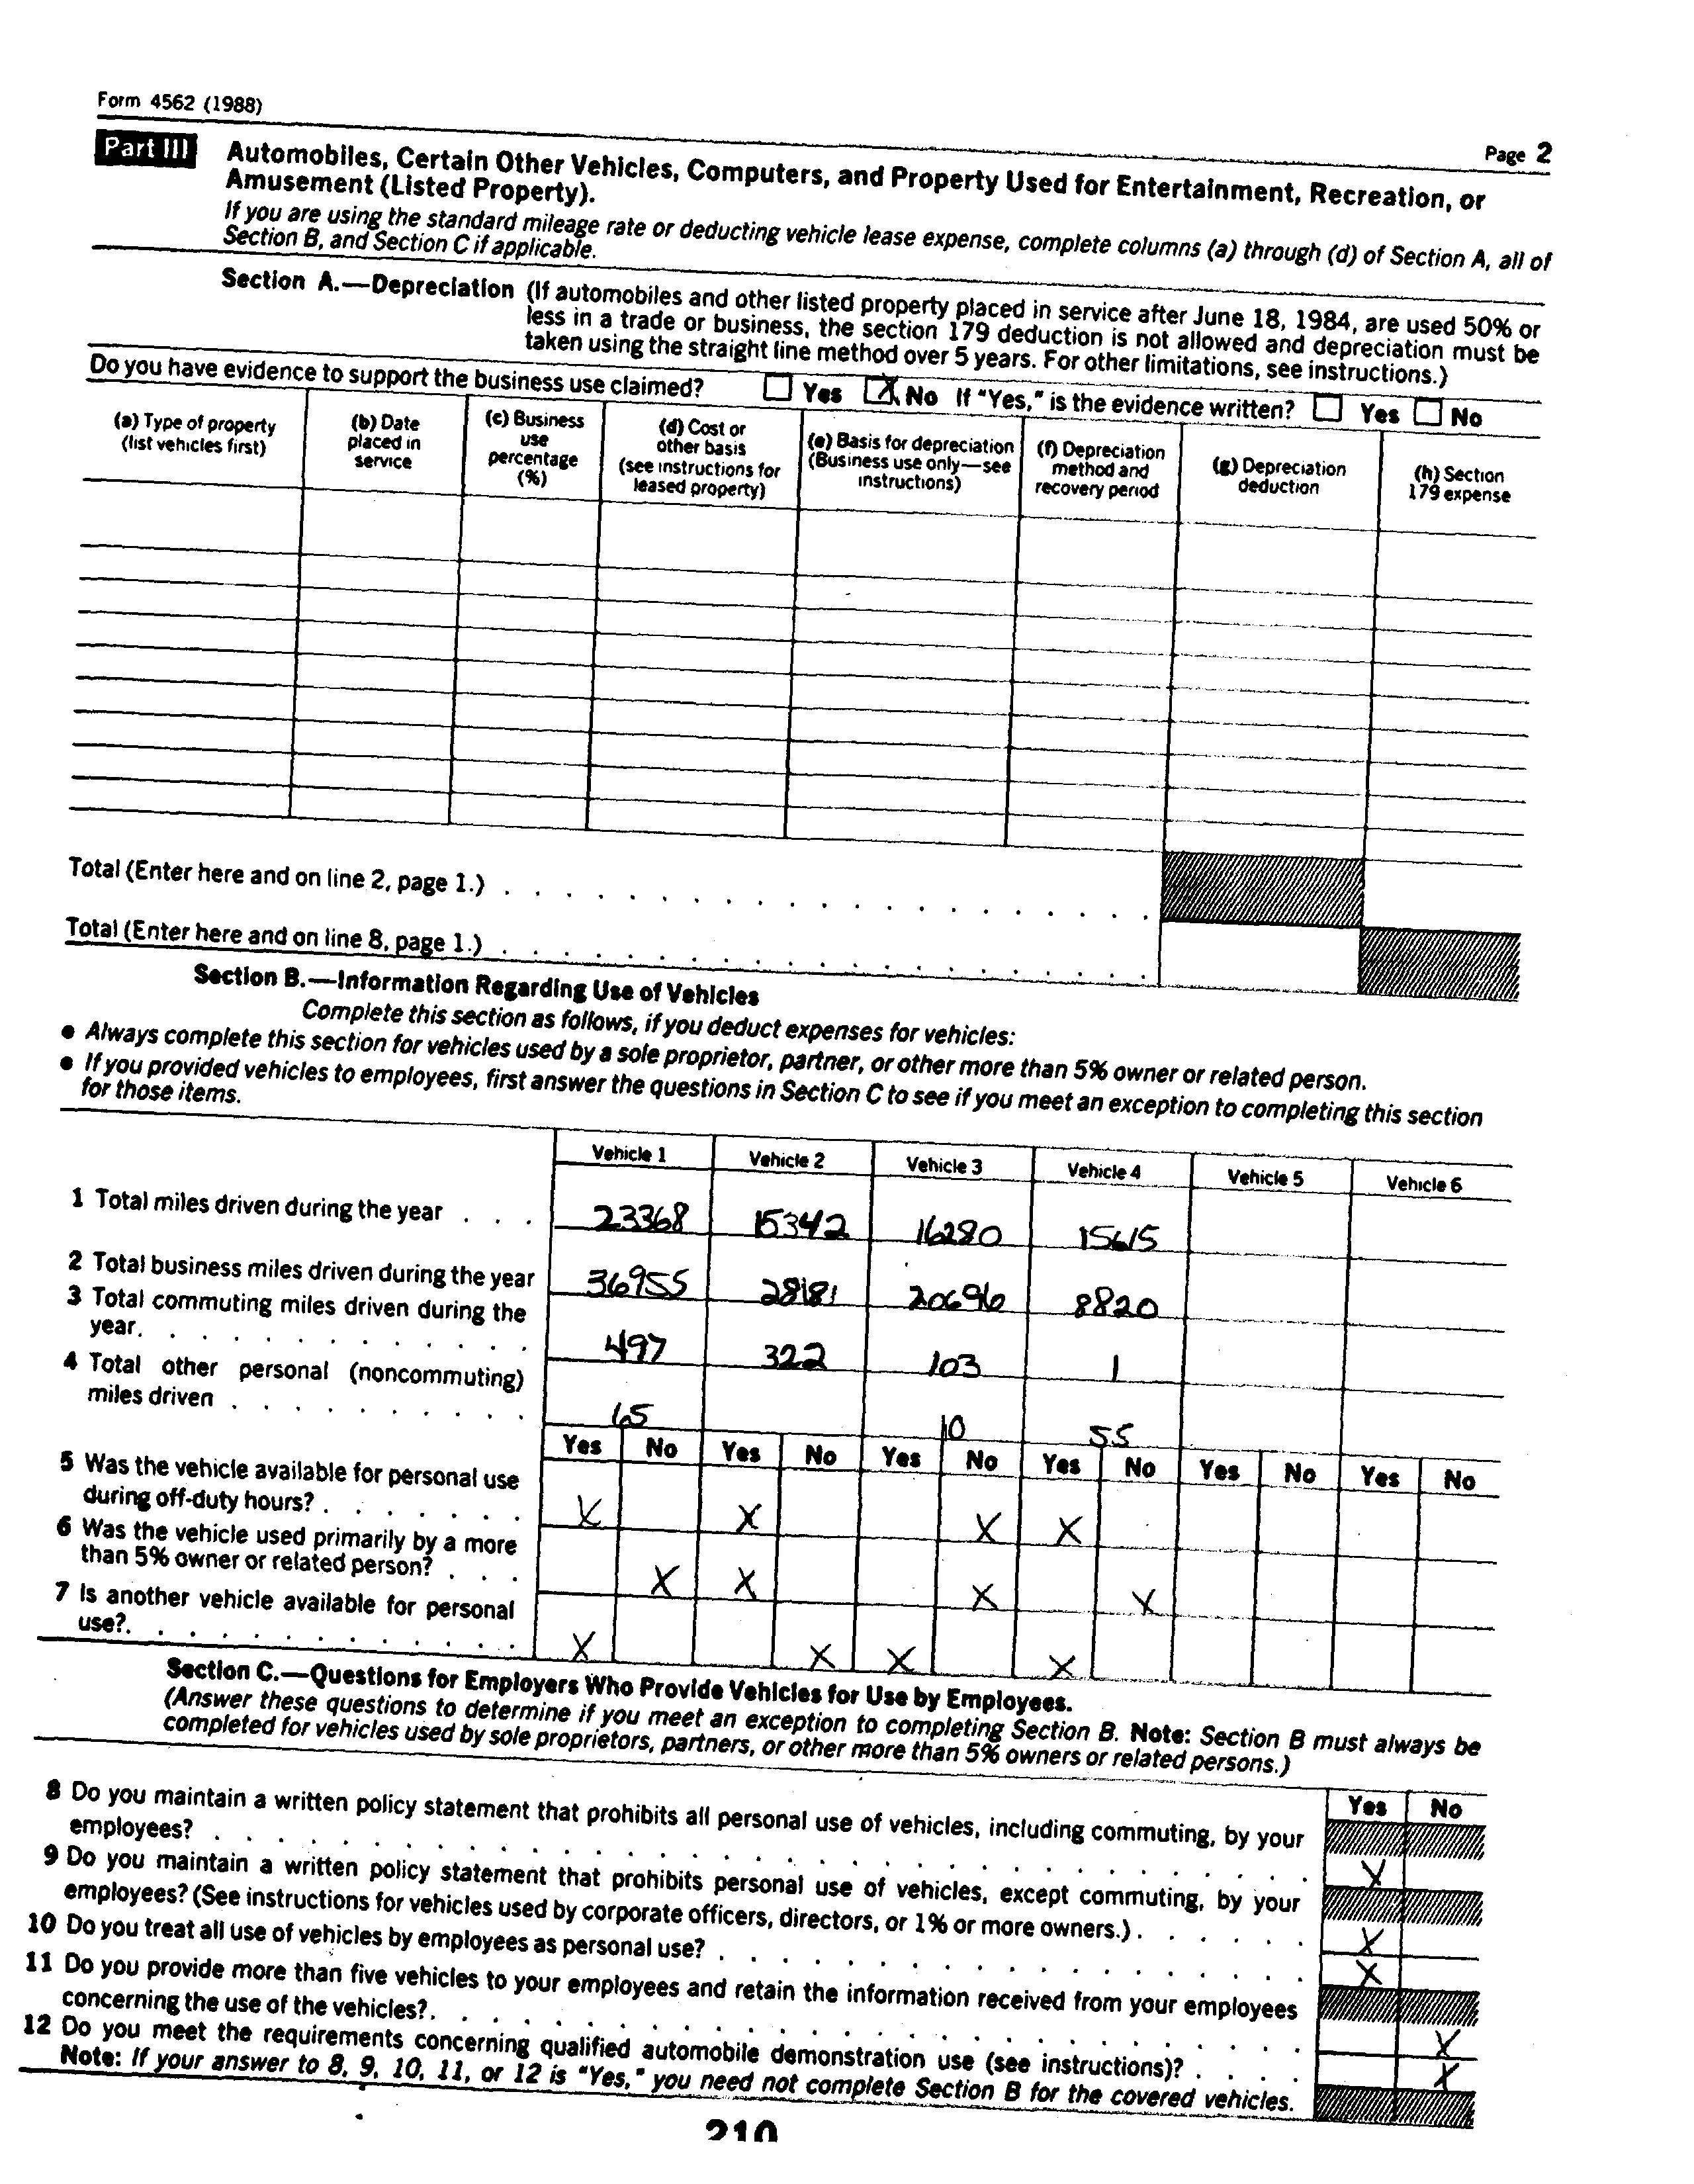 Form 4562 (1988)
Page 2
Part III Automobiles, Certain Other Vehicles, Computers, and Property Used for Entertainment, Recreation, or
Amusement (Listed Property).
If you are using the standard mileage rate or deducting vehicle lease expense, complete columns (a) through (d) of Section A, all of
Section B, and Section C if applicable.
Section A.—Depreciation (If automobiles and other listed property placed in service after June 18, 1984, are used 50% or
less in a trade or business, the section 179 deduction is not allowed and depreciation must be
taken using the straight line method over 5 years. For other limitations, see instructions.)
Do you have evidence to support the business use claimed? Yes X No If "Yes," is the evidence written? Yes No
(a) Type of property
(list vehicles first)
(b) Date
placed in
service
(c) Business
use
percentage
(%)
(d) Cost or
other basis
(see instructions for
leased property)
(e) Basis for depreciation
(Business use only—see
instructions)
(f) Depreciation
method and
recovery period
(g) Depreciation
deduction
(h) Section
179 expense
Total (Enter here and on line 2, page 1.) . . . . . . . . . . . . . . . . . . . . .
Total (Enter here and on line 8, page 1.) . . . . . . . . . . . . . . . . . . . . .
Section B.—Information Regarding Use of Vehicles
Complete this section as follows, if you deduct expenses for vehicles:
● Always complete this section for vehicles used by a sole proprietor, partner, or other more than 5% owner or related person.
● If you provided vehicles to employees, first answer the questions in Section C to see if you meet an exception to completing this section
for those items.
Vehicle 1 Vehicle 2 Vehicle 3 Vehicle 4 Vehicle 5 Vehicle 6
1 Total miles driven during the year . . . 23368 15342 16280 15615
2 Total business miles driven during the year 36955 28181 20696 8820
3 Total commuting miles driven during the
year. . . . . . . . . . . . 497 322 103 1
4 Total other personal (noncommuting)
miles driven . . . . . . . . . . 65 10 55
Yes No Yes No Yes No Yes No Yes No Yes No
5 Was the vehicle available for personal use
during off-duty hours? . . . . . . . X X X X
6 Was the vehicle used primarily by a more
than 5% owner or related person? . . . X X X X
7 Is another vehicle available for personal
use?. . . . . . . . . . . . . X X X X
Section C.—Questions for Employers Who Provide Vehicles for Use by Employees.
(Answer these questions to determine if you meet an exception to completing Section B. Note: Section B must always be
completed for vehicles used by sole proprietors, partners, or other more than 5% owners or related persons.)
Yes No
8 Do you maintain a written policy statement that prohibits all personal use of vehicles, including commuting, by your
employees? . . . . . . . . . . . . . . . . . . . . . . . . . . . . X
9 Do you maintain a written policy statement that prohibits personal use of vehicles, except commuting, by your
employees? (See instructions for vehicles used by corporate officers, directors, or 1% or more owners.) . . . . . . X
10 Do you treat all use of vehicles by employees as personal use? . . . . . . . . . . . . . . . . . . X
11 Do you provide more than five vehicles to your employees and retain the information received from your employees
concerning the use of the vehicles?. . . . . . . . . . . . . . . . . . . . . . . . . . X
12 Do you meet the requirements concerning qualified automobile demonstration use (see instructions)? . . . . X
Note: If your answer to 8, 9, 10, 11, or 12 is "Yes," you need not complete Section B for the covered vehicles.
210